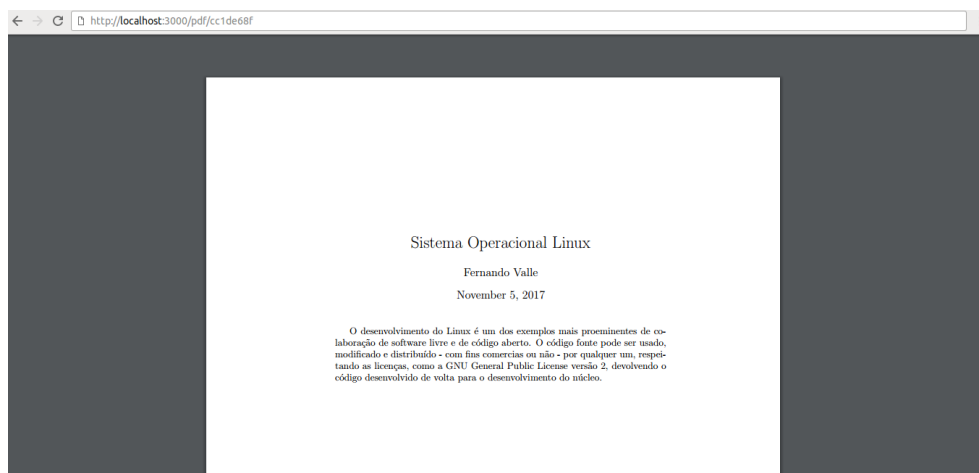 http://localhost:3000/pdf/cc1de68f
Sistema Operacional Linux
Fernando Valle
November 5, 2017
O desenvolvimento do Linux é um dos exemplos mais proeminentes de co-
laboração de software livre e de código aberto. O código fonte pode ser usado,
modificado e distribuído - com fins comercias ou não - por qualquer um, respei-
tando as licenças, como a GNU General Public License versão 2, devolvendo o
código desenvolvido de volta para o desenvolvimento do núcleo.